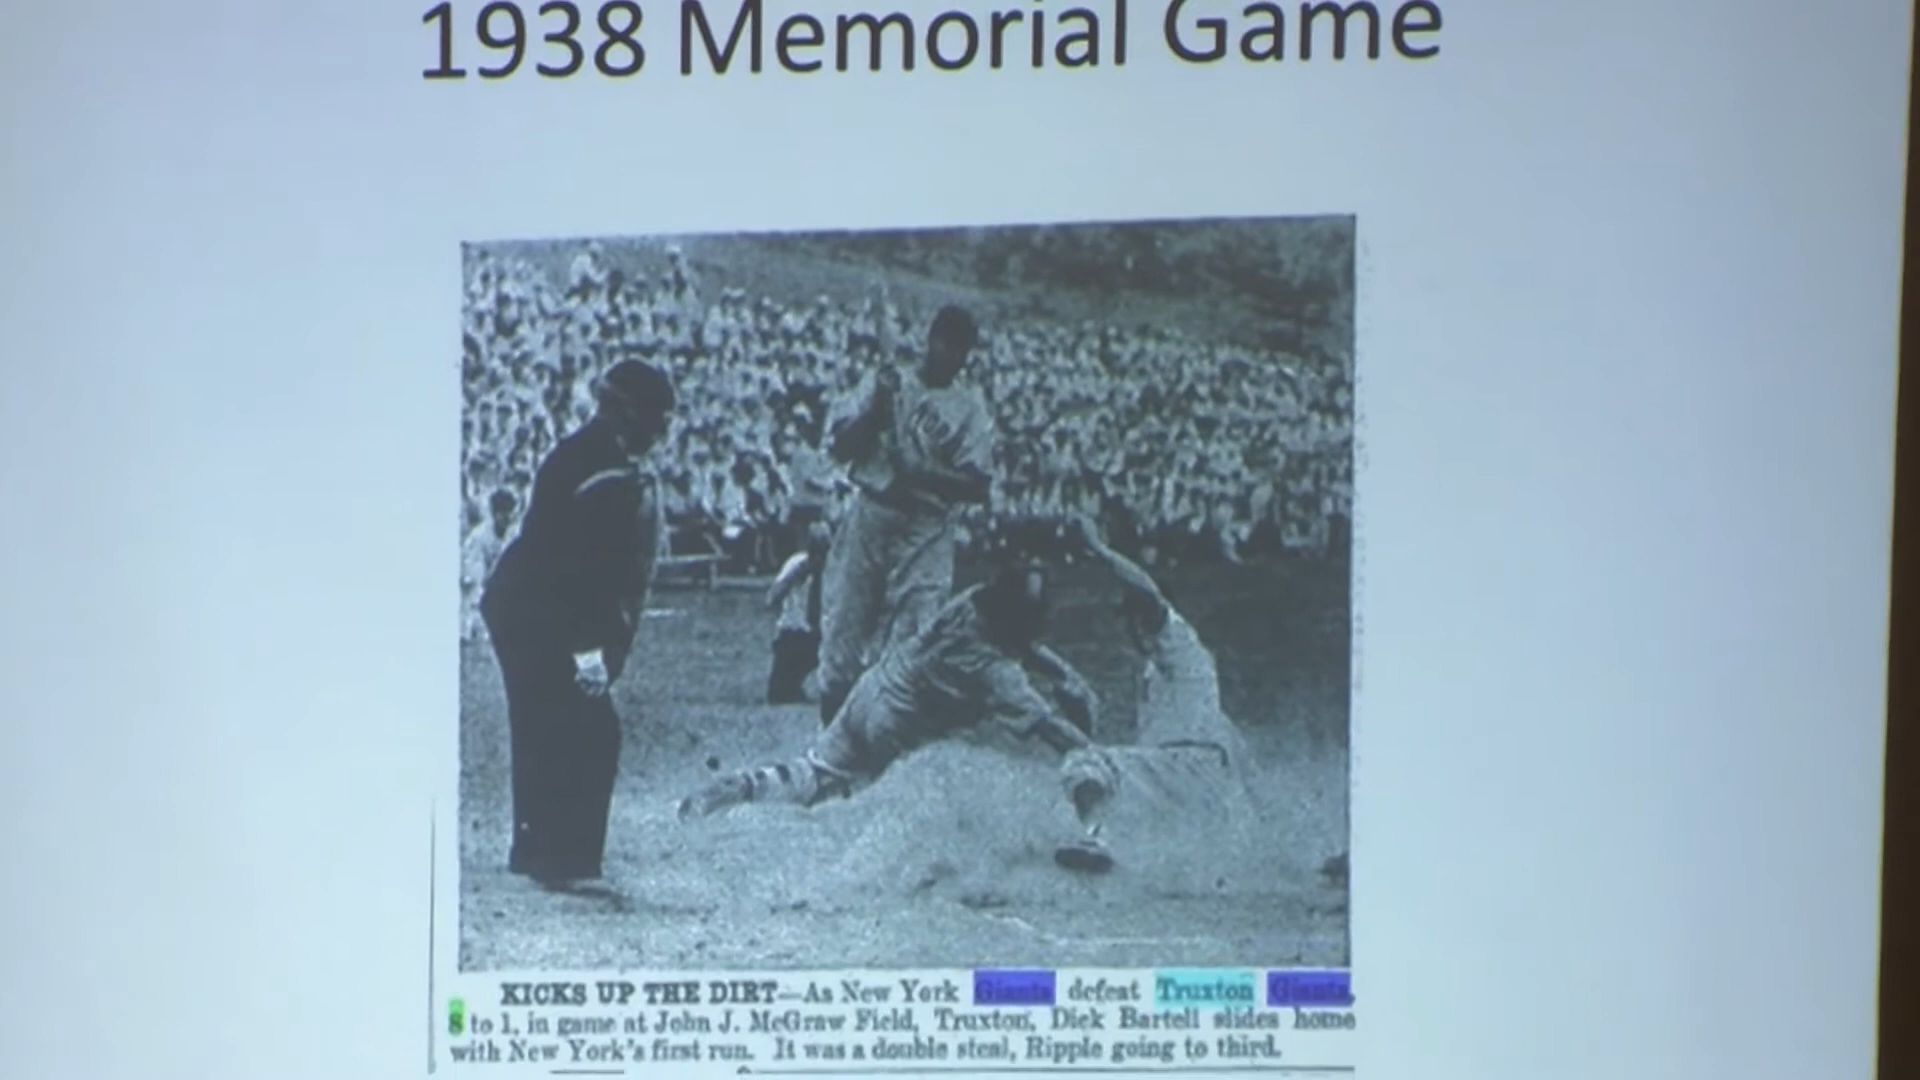 1938 Memorial Game
KICKS UP THE DIRT—As New York Giants defeat Truxton Giants,
8 to 1, in game at John J. McGraw Field, Truxton, Dick Bartell slides home
with New York's first run. It was a double steal, Ripple going to third.